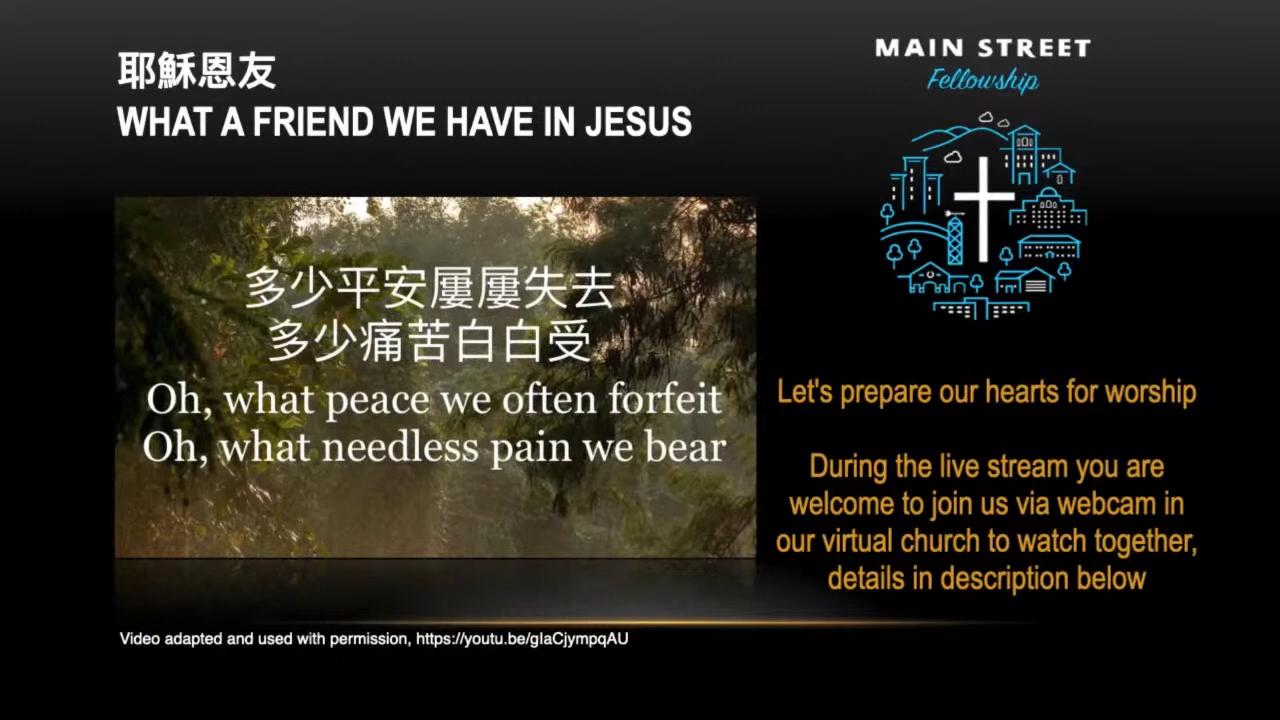 耶穌恩友
WHAT A FRIEND WE HAVE IN JESUS
多少平安屢屢失去
多少痛苦白白受
Oh, what peace we often forfeit
Oh, what needless pain we bear
Video adapted and used with permission, https://youtu.be/gIaCjympqAU
MAIN STREET
Fellowship
Let's prepare our hearts for worship
During the live stream you are
welcome to join us via webcam in
our virtual church to watch together,
details in description below